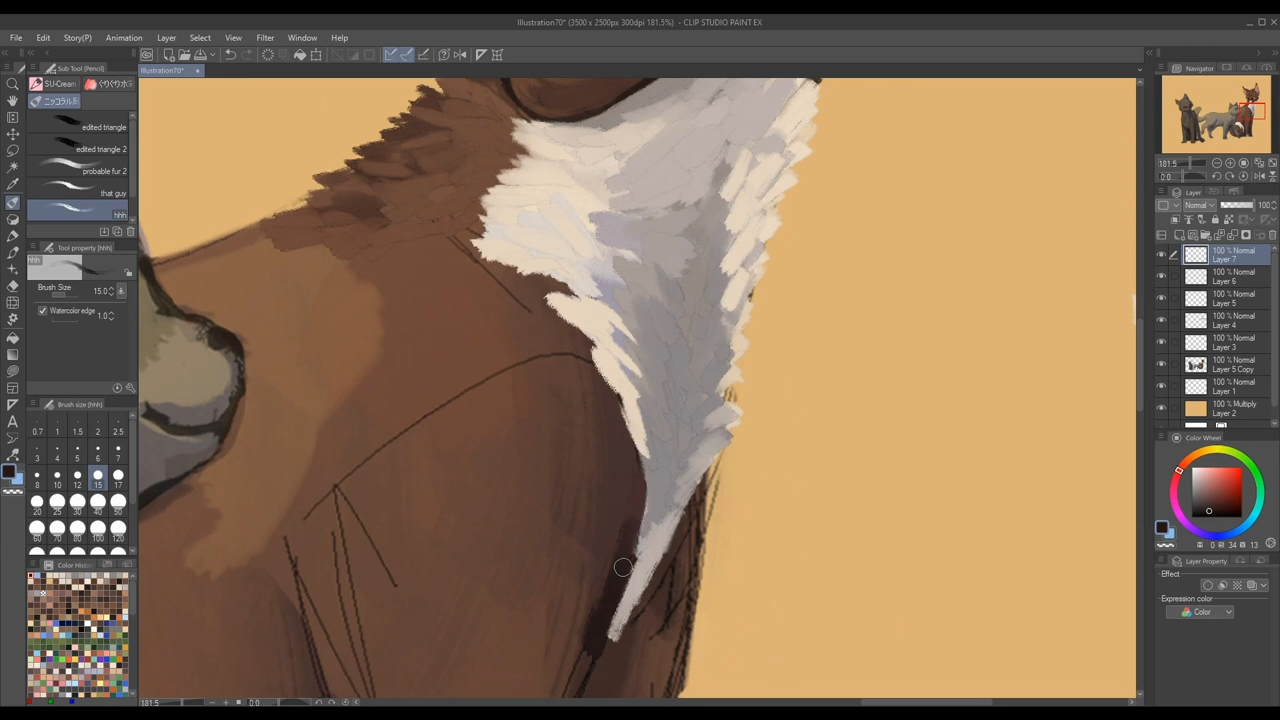 Illustration70* (3500 x 2500px 300dpi 181.5%)  - CLIP STUDIO PAINT EX
File Edit Story(P) Animation Layer Select View Filter Window Help
Sub Tool [Pencil]
Illustration70*
Navigator
SU-Cream
edited triangle
edited triangle 2
probable fur 2
that guy
hhh
181.5
0.0
Layer
Normal 100
Tool property [hhh]
hhh
Brush Size 15.0
Watercolor edge 1.0
100 % Normal
Layer 7
100 % Normal
Layer 6
100 % Normal
Layer 5
100 % Normal
Layer 4
100 % Normal
Layer 3
100 % Normal
Layer 5 Copy
100 % Normal
Layer 1
100 % Multiply
Layer 2
Brush size [hhh]
0.7 1 1.5 2 2.5
3 4 5 6 7
8 10 12 15 17
20 25 30 40 50
60 70 80 100 120
Color Wheel
0 34 13
Color Hist
Layer Property
Effect
Expression color
Color
181.5 0.0